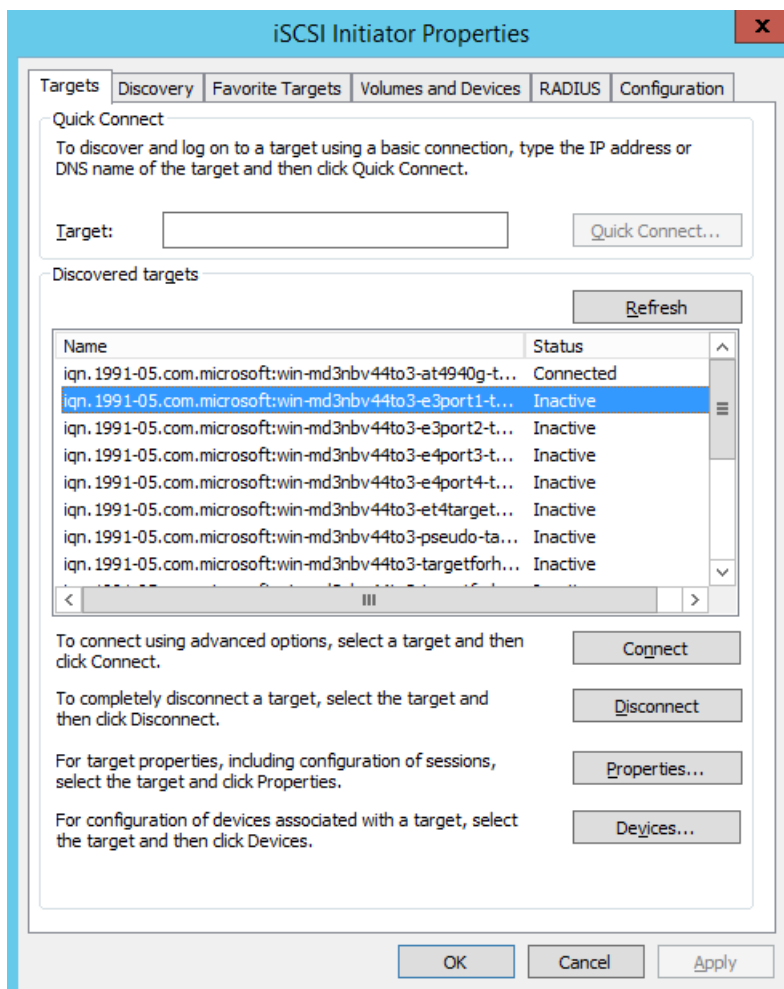 iSCSI Initiator Properties
x
Targets Discovery Favorite Targets Volumes and Devices RADIUS Configuration
Quick Connect
To discover and log on to a target using a basic connection, type the IP address or
DNS name of the target and then click Quick Connect.
Target:
Quick Connect...
Discovered targets
Refresh
Name Status
iqn.1991-05.com.microsoft:win-md3nbv44to3-at4940g-t... Connected
iqn.1991-05.com.microsoft:win-md3nbv44to3-e3port1-t... Inactive
iqn.1991-05.com.microsoft:win-md3nbv44to3-e3port2-t... Inactive
iqn.1991-05.com.microsoft:win-md3nbv44to3-e4port3-t... Inactive
iqn.1991-05.com.microsoft:win-md3nbv44to3-e4port4-t... Inactive
iqn.1991-05.com.microsoft:win-md3nbv44to3-et4target... Inactive
iqn.1991-05.com.microsoft:win-md3nbv44to3-pseudo-ta... Inactive
iqn.1991-05.com.microsoft:win-md3nbv44to3-targetforh... Inactive
To connect using advanced options, select a target and then
click Connect.
Connect
To completely disconnect a target, select the target and
then click Disconnect.
Disconnect
For target properties, including configuration of sessions,
select the target and click Properties.
Properties...
For configuration of devices associated with a target, select
the target and then click Devices.
Devices...
OK Cancel Apply